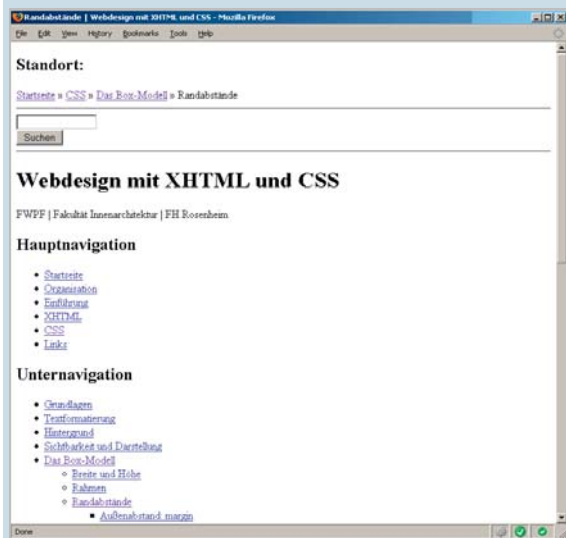 Randabstände | Webdesign mit XHTML und CSS - Mozilla Firefox
File Edit View History Bookmarks Tools Help
Standort:
Startseite » CSS » Das Box-Modell » Randabstände
Suchen
Webdesign mit XHTML und CSS
FWPF | Fakultät Innenarchitektur | FH Rosenheim
Hauptnavigation
Startseite
Organisation
Einführung
XHTML
CSS
Links
Unternavigation
Grundlagen
Textformatierung
Hintergrund
Sichtbarkeit und Darstellung
Das Box-Modell
Breite und Höhe
Rahmen
Randabstände
Außenabstand: margin
Done